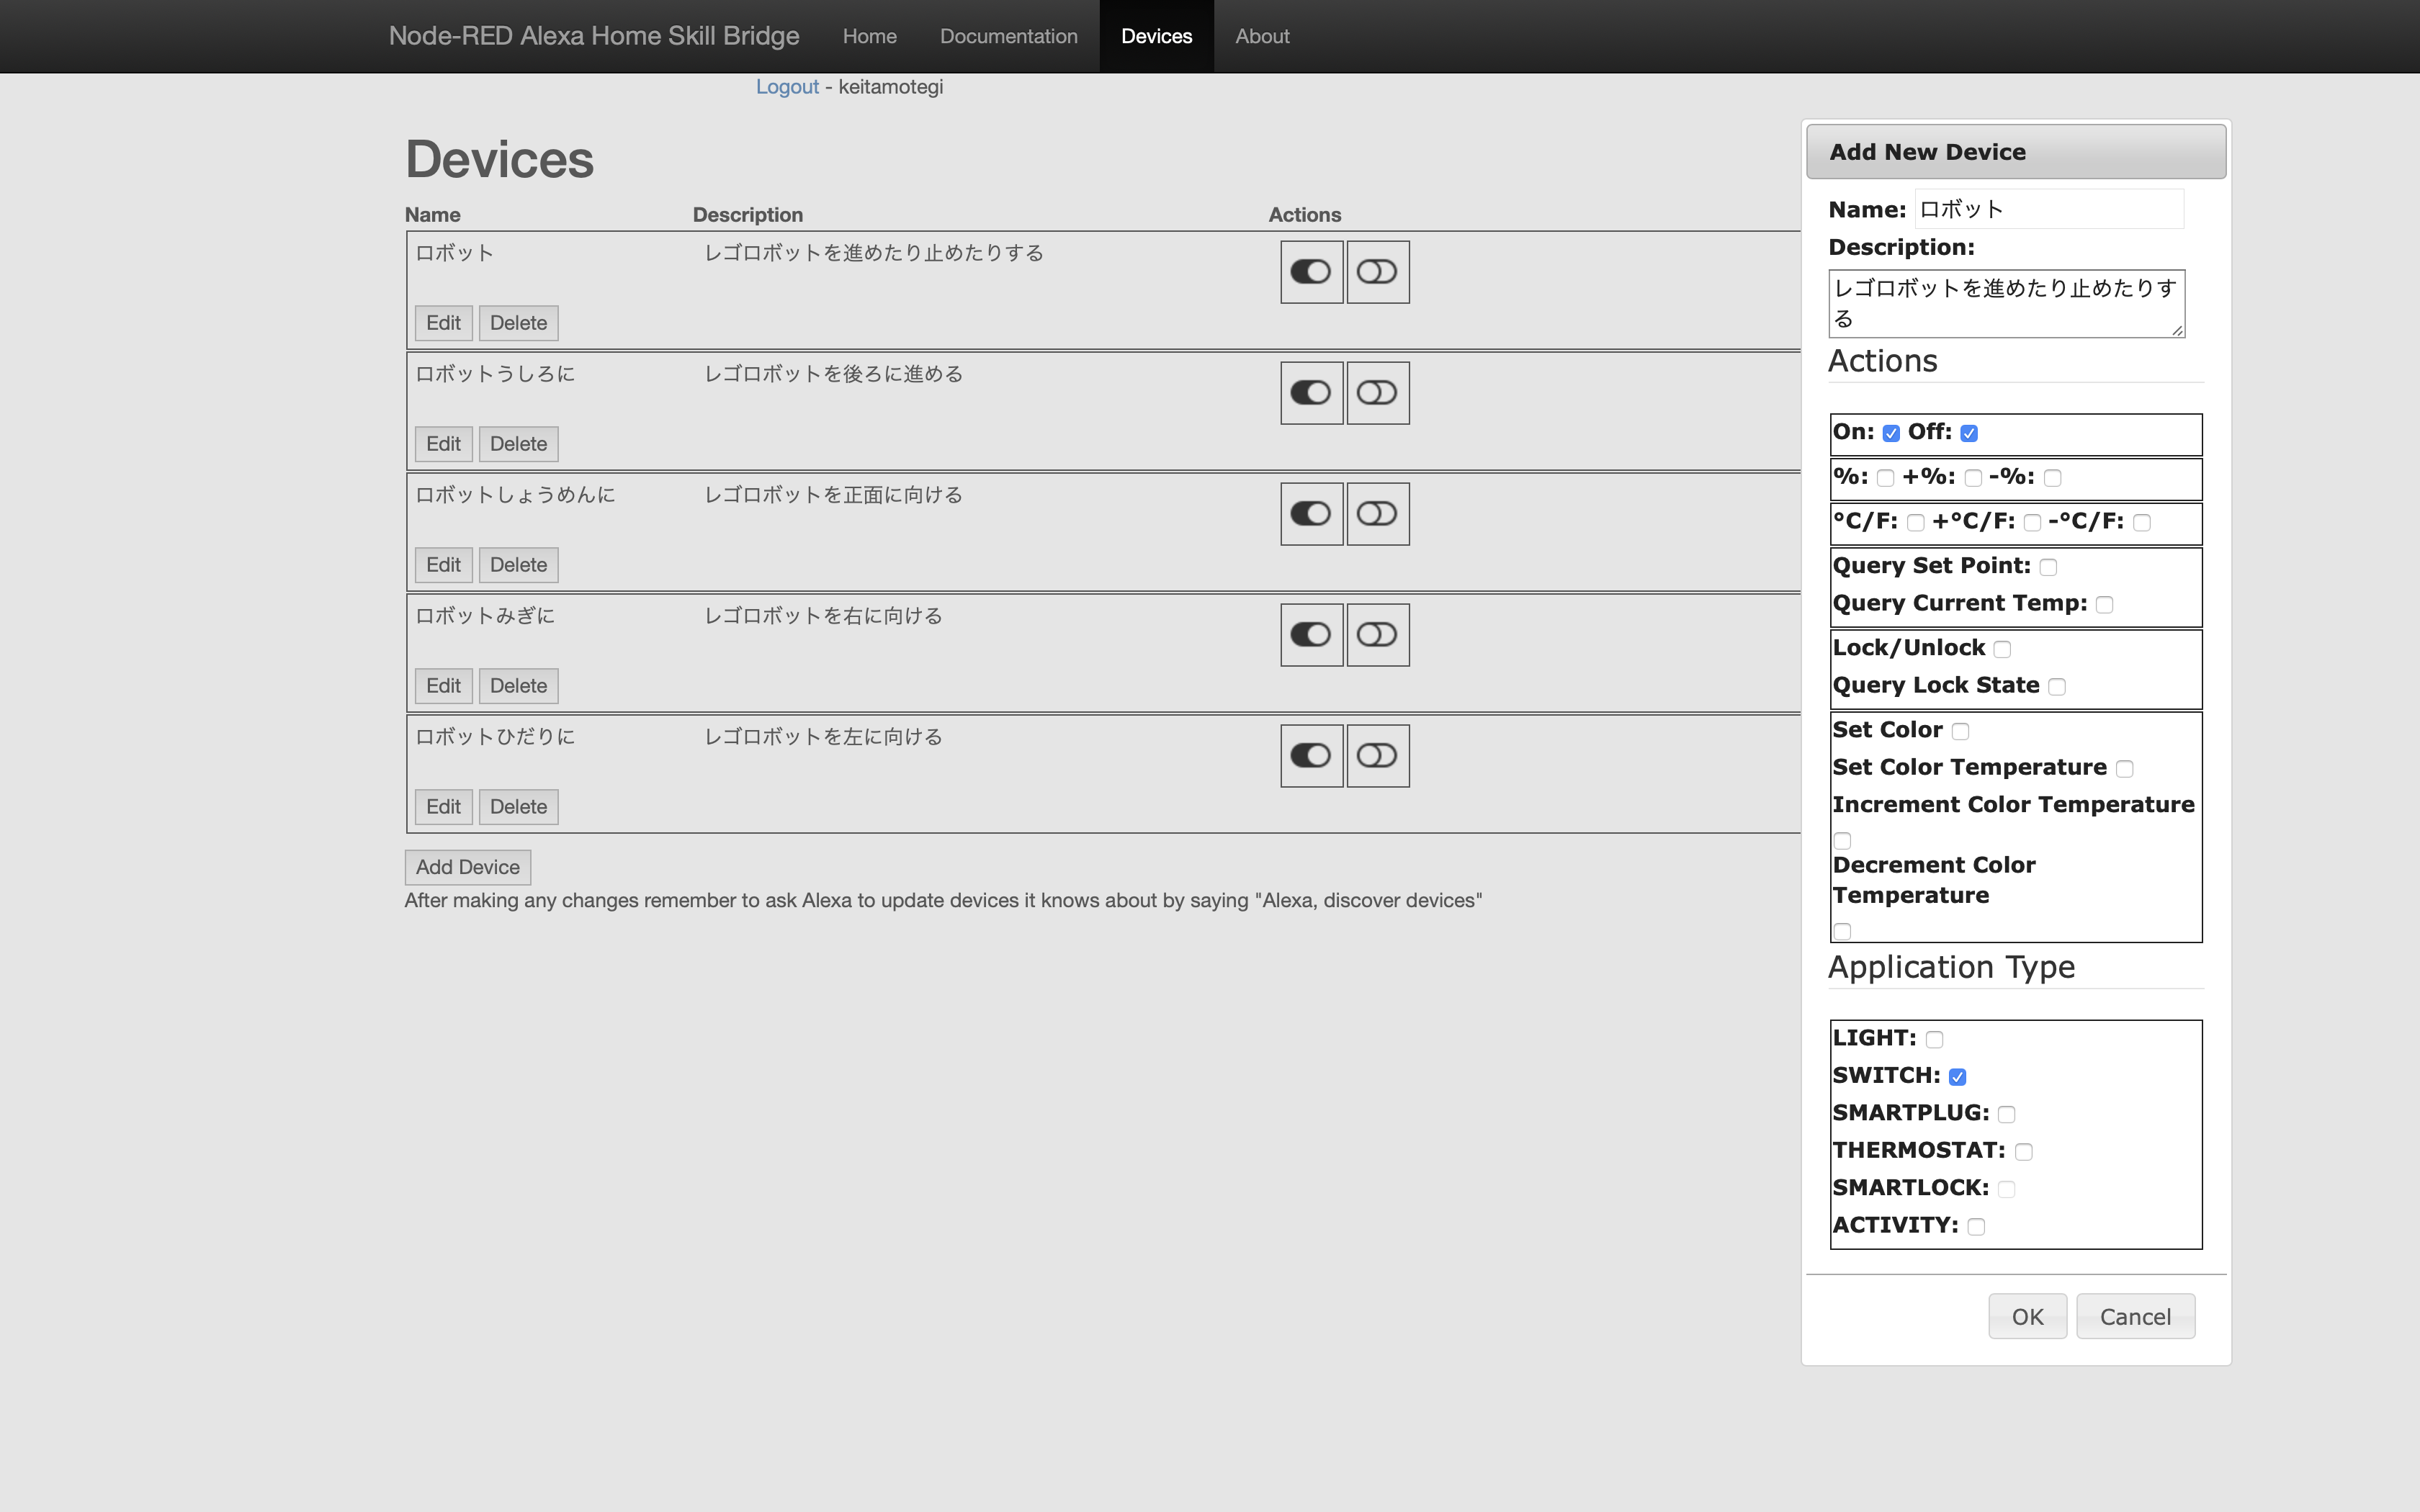 Node-RED Alexa Home Skill Bridge Home Documentation Devices About
Logout - keitamotegi
Devices
Name Description Actions
ロボット レゴロボットを進めたり止めたりする
Edit Delete
ロボットうしろに レゴロボットを後ろに進める
Edit Delete
ロボットしょうめんに レゴロボットを正面に向ける
Edit Delete
ロボットみぎに レゴロボットを右に向ける
Edit Delete
ロボットひだりに レゴロボットを左に向ける
Edit Delete
Add Device
After making any changes remember to ask Alexa to update devices it knows about by saying "Alexa, discover devices"
Add New Device
Name: ロボット
Description:
レゴロボットを進めたり止めたりす
る
Actions
On: Off:
%: +%: -%:
°C/F: +°C/F: -°C/F:
Query Set Point:
Query Current Temp:
Lock/Unlock
Query Lock State
Set Color
Set Color Temperature
Increment Color Temperature
Decrement Color
Temperature
Application Type
LIGHT:
SWITCH:
SMARTPLUG:
THERMOSTAT:
SMARTLOCK:
ACTIVITY:
OK Cancel